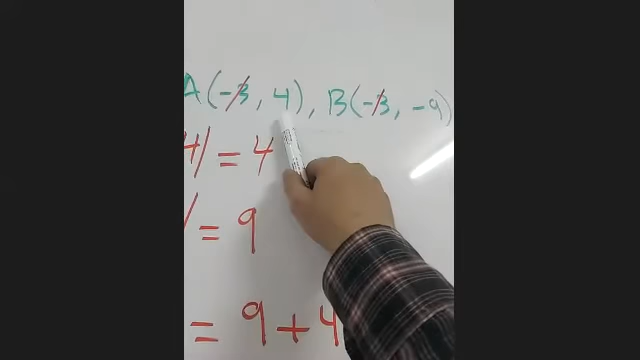 A(-3, 4), B(-3, -9)
4| = 4
/ = 9
= 9 + 4